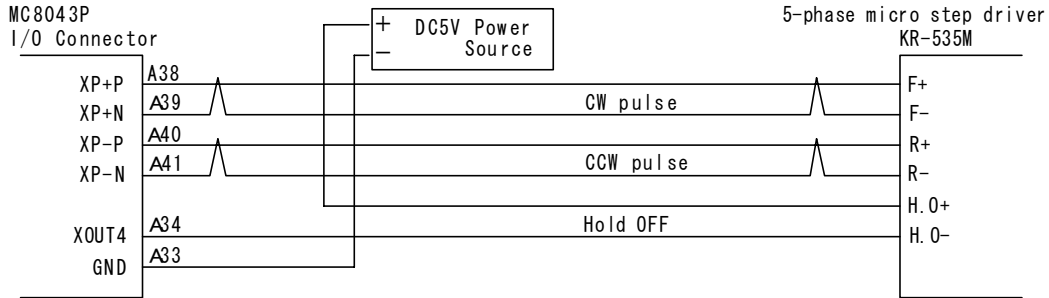 MC8043P
I/O Connector
+ DC5V Power
− Source
5-phase micro step driver
KR-535M
XP+P A38 F+
XP+N A39 CW pulse F−
XP−P A40 R+
XP−N A41 CCW pulse R−
H.O+
XOUT4 A34 Hold OFF H.O−
GND A33